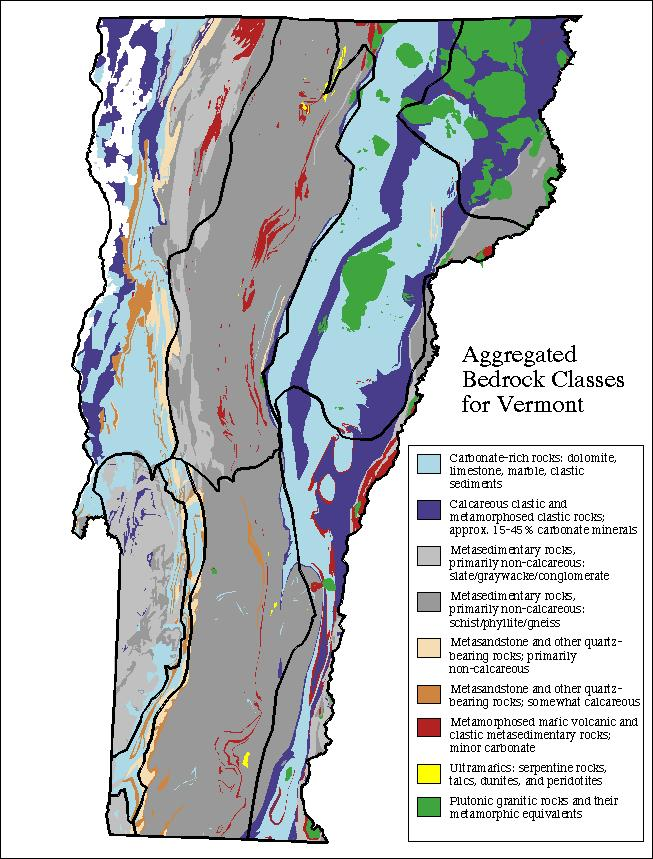 Aggregated
Bedrock Classes
for Vermont
Carbonate-rich rocks: dolomite,
limestone, marble, clastic
sediments
Calcareous clastic and
metamorphosed clastic rocks;
approx. 15-45% carbonate minerals
Metasedimentary rocks,
primarily non-calcareous:
slate/graywacke/conglomerate
Metasedimentary rocks,
primarily non-calcareous:
schist/phyllite/gneiss
Metasandstone and other quartz-
bearing rocks; primarily
non-calcareous
Metasandstone and other quartz-
bearing rocks; somewhat calcareous
Metamorphosed mafic volcanic and
clastic metasedimentary rocks;
minor carbonate
Ultramafics: serpentine rocks,
talcs, dunites, and peridotites
Plutonic granitic rocks and their
metamorphic equivalents